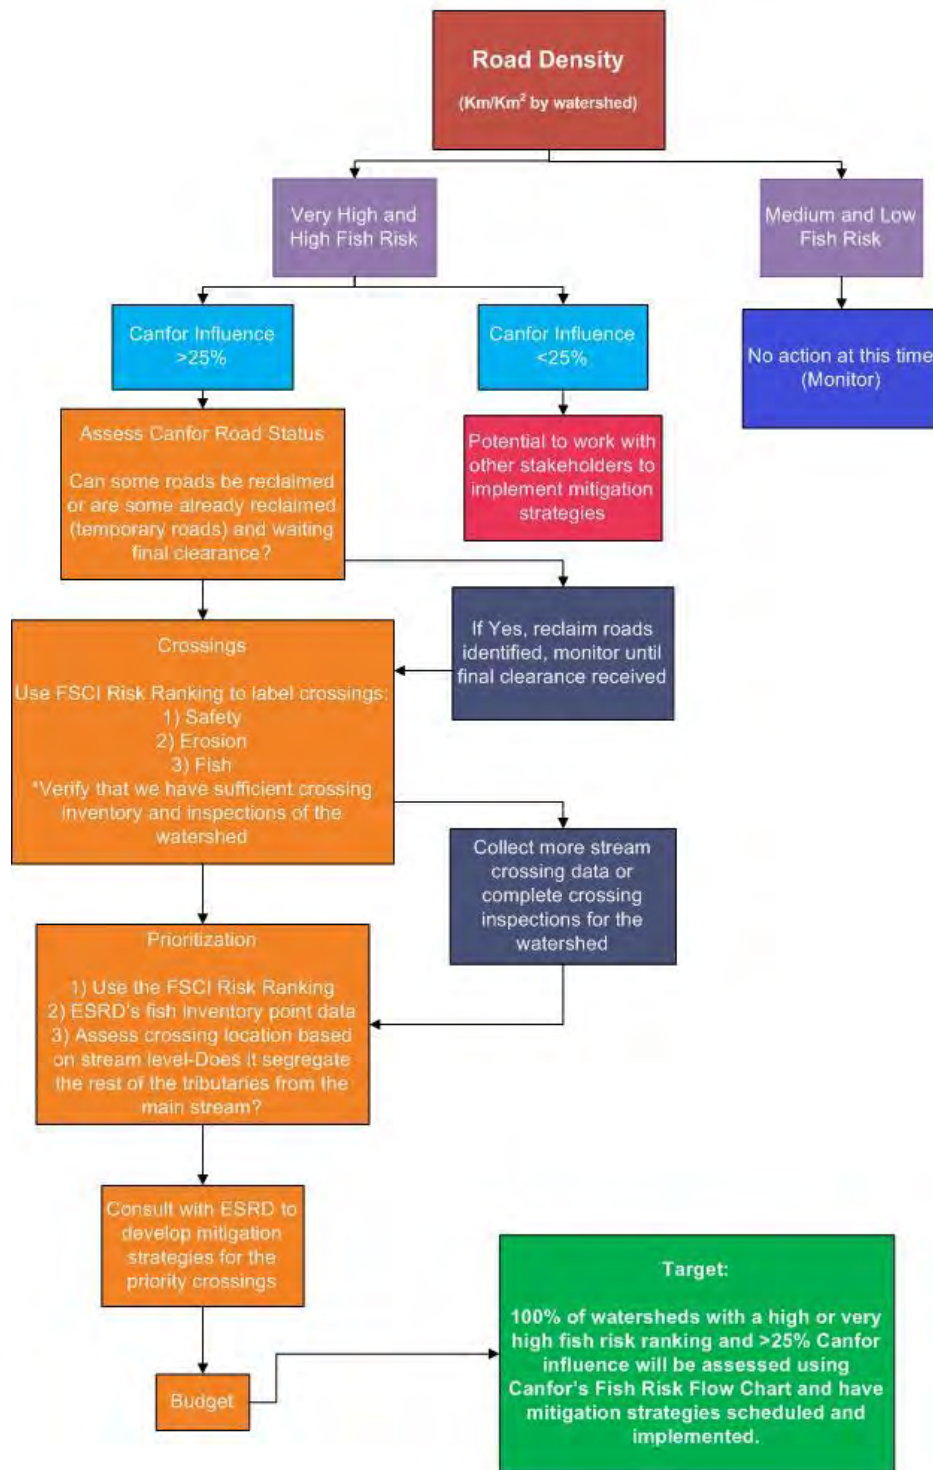 Road Density
(Km/Km² by watershed)
Very High and
High Fish Risk
Medium and Low
Fish Risk
Canfor Influence
>25%
Canfor Influence
<25%
No action at this time
(Monitor)
Assess Canfor Road Status
Can some roads be reclaimed
or are some already reclaimed
(temporary roads) and waiting
final clearance?
Potential to work with
other stakeholders to
implement mitigation
strategies
If Yes, reclaim roads
identified, monitor until
final clearance received
Crossings
Use FSCI Risk Ranking to label crossings:
1) Safety
2) Erosion
3) Fish
*Verify that we have sufficient crossing
inventory and inspections of the
watershed
Collect more stream
crossing data or
complete crossing
inspections for the
watershed
Prioritization
1) Use the FSCI Risk Ranking
2) ESRD's fish inventory point data
3) Assess crossing location based
on stream level-Does it segregate
the rest of the tributaries from the
main stream?
Consult with ESRD to
develop mitigation
strategies for the
priority crossings
Budget
Target:
100% of watersheds with a high or very
high fish risk ranking and >25% Canfor
influence will be assessed using
Canfor's Fish Risk Flow Chart and have
mitigation strategies scheduled and
implemented.